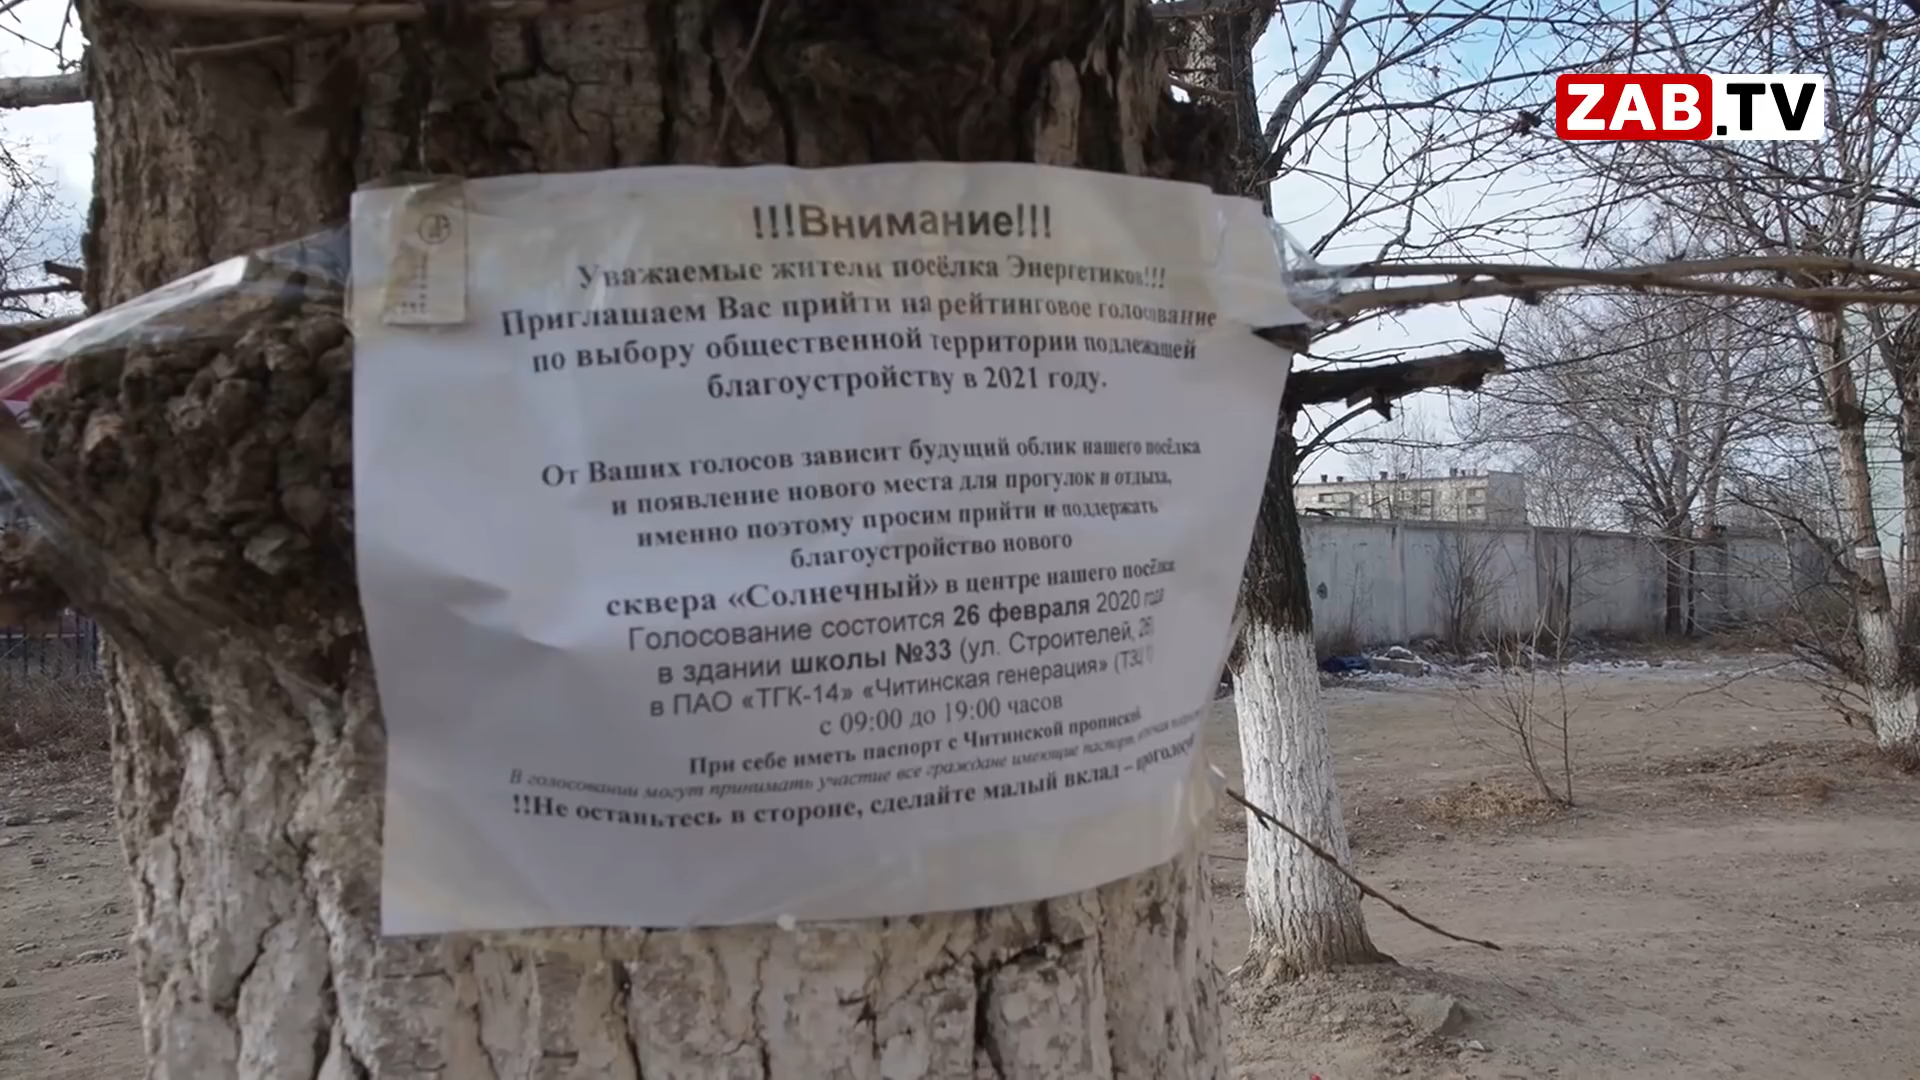 ZAB.TV
!!!Внимание!!!
Уважаемые жители посёлка Энергетиков!!!
Приглашаем Вас прийти на рейтинговое голосование
по выбору общественной территории подлежащей
благоустройству в 2021 году.
От Ваших голосов зависит будущий облик нашего посёлка
и появление нового места для прогулок и отдыха,
именно поэтому просим прийти и поддержать
благоустройство нового
сквера «Солнечный» в центре нашего посёлка
Голосование состоится 26 февраля 2020 года
в здании школы №33 (ул. Строителей, 26)
в ПАО «ТГК-14» «Читинская генерация» (ТЭЦ
с 09:00 до 19:00 часов
При себе иметь паспорт с Читинской пропиской
В голосовании могут принимать участие все граждане имеющие паспорт,
!!Не останьтесь в стороне, сделайте малый вклад – проголосуй